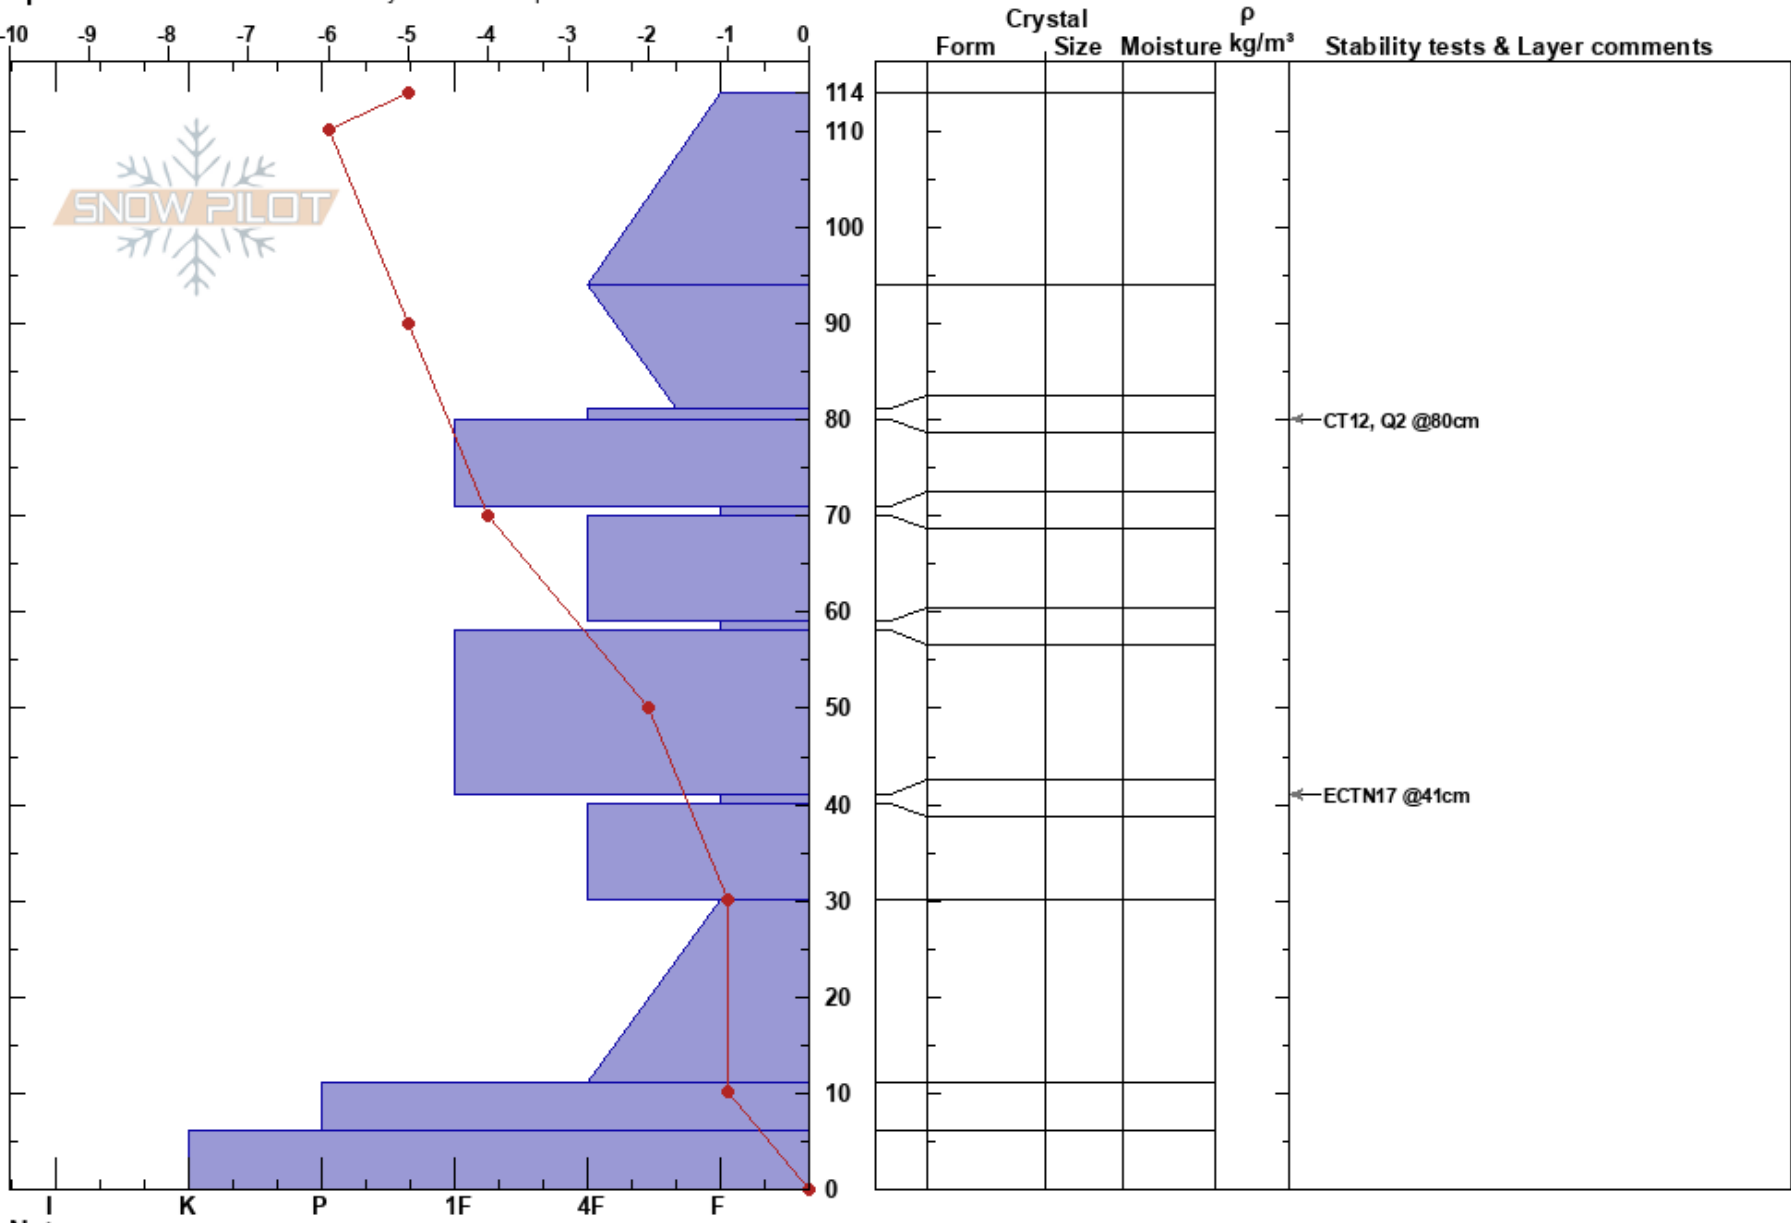 -10 -9 -8 -7 -6 -5 -4 -3 -2 -1 0
Crystal
ρ
Form Size Moisture kg/m³ Stability tests & Layer comments
114
110
SNOW PILOT
100
90
80
CT12, Q2 @80cm
70
60
50
40
ECTN17 @41cm
30
20
10
0
I K P 1F 4F F